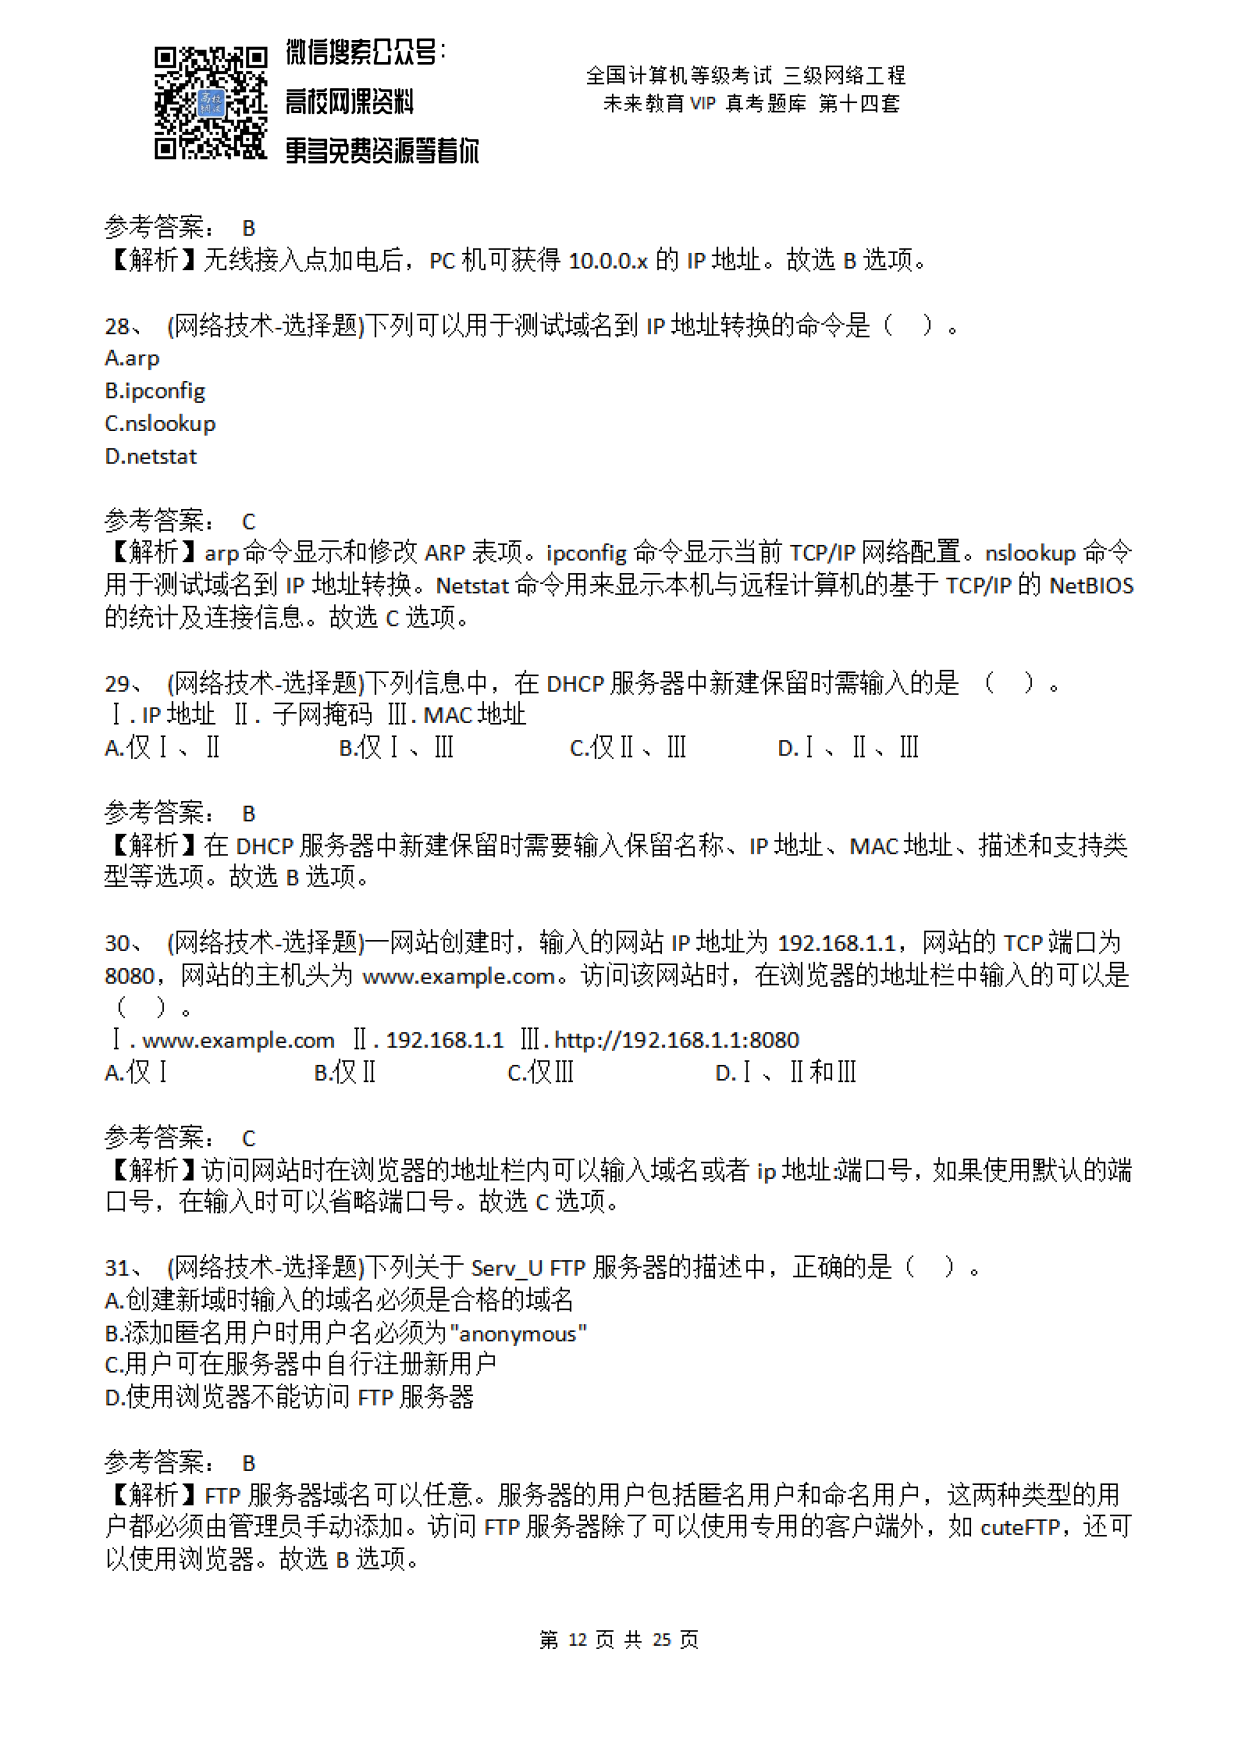 微信搜索公众号：
高校网课资料
更多免费资源等着你
全国计算机等级考试 三级网络工程
未来教育 VIP 真考题库 第十四套
参考答案： B
【解析】无线接入点加电后，PC 机可获得 10.0.0.x 的 IP 地址。故选 B 选项。
28、 (网络技术-选择题)下列可以用于测试域名到 IP 地址转换的命令是（ ）。
A.arp
B.ipconfig
C.nslookup
D.netstat
参考答案： C
【解析】arp 命令显示和修改 ARP 表项。ipconfig 命令显示当前 TCP/IP 网络配置。nslookup 命令
用于测试域名到 IP 地址转换。Netstat 命令用来显示本机与远程计算机的基于 TCP/IP 的 NetBIOS
的统计及连接信息。故选 C 选项。
29、 (网络技术-选择题)下列信息中，在 DHCP 服务器中新建保留时需输入的是 （ ）。
Ⅰ. IP 地址 Ⅱ. 子网掩码 Ⅲ. MAC 地址
A.仅Ⅰ、Ⅱ B.仅Ⅰ、Ⅲ C.仅Ⅱ、Ⅲ D.Ⅰ、Ⅱ、Ⅲ
参考答案： B
【解析】在 DHCP 服务器中新建保留时需要输入保留名称、IP 地址、MAC 地址、描述和支持类
型等选项。故选 B 选项。
30、 (网络技术-选择题)一网站创建时，输入的网站 IP 地址为 192.168.1.1，网站的 TCP 端口为
8080，网站的主机头为 www.example.com。访问该网站时，在浏览器的地址栏中输入的可以是
（ ）。
Ⅰ. www.example.com Ⅱ. 192.168.1.1 Ⅲ. http://192.168.1.1:8080
A.仅Ⅰ B.仅Ⅱ C.仅Ⅲ D.Ⅰ、Ⅱ和Ⅲ
参考答案： C
【解析】访问网站时在浏览器的地址栏内可以输入域名或者 ip 地址:端口号，如果使用默认的端
口号，在输入时可以省略端口号。故选 C 选项。
31、 (网络技术-选择题)下列关于 Serv_U FTP 服务器的描述中，正确的是（ ）。
A.创建新域时输入的域名必须是合格的域名
B.添加匿名用户时用户名必须为"anonymous"
C.用户可在服务器中自行注册新用户
D.使用浏览器不能访问 FTP 服务器
参考答案： B
【解析】FTP 服务器域名可以任意。服务器的用户包括匿名用户和命名用户，这两种类型的用
户都必须由管理员手动添加。访问 FTP 服务器除了可以使用专用的客户端外，如 cuteFTP，还可
以使用浏览器。故选 B 选项。
第 12 页 共 25 页